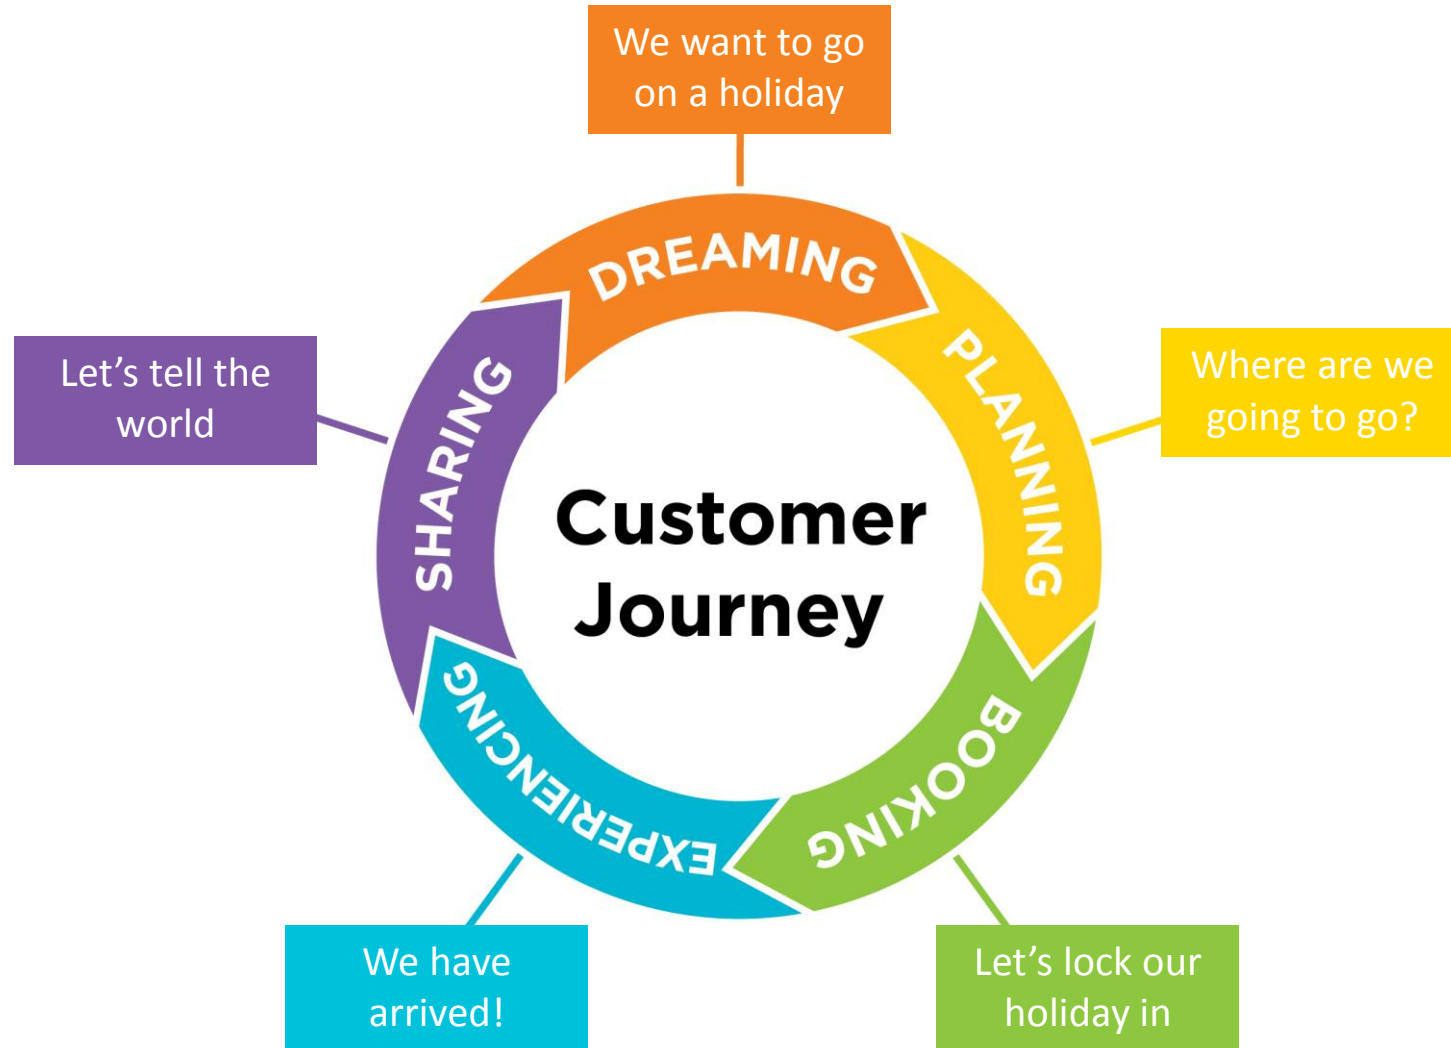 We want to go
on a holiday
DREAMING
PLANNING
Where are we
going to go?
BOOKING
Let’s lock our
holiday in
EXPERIENCING
We have
arrived!
SHARING
Let’s tell the
world
Customer
Journey